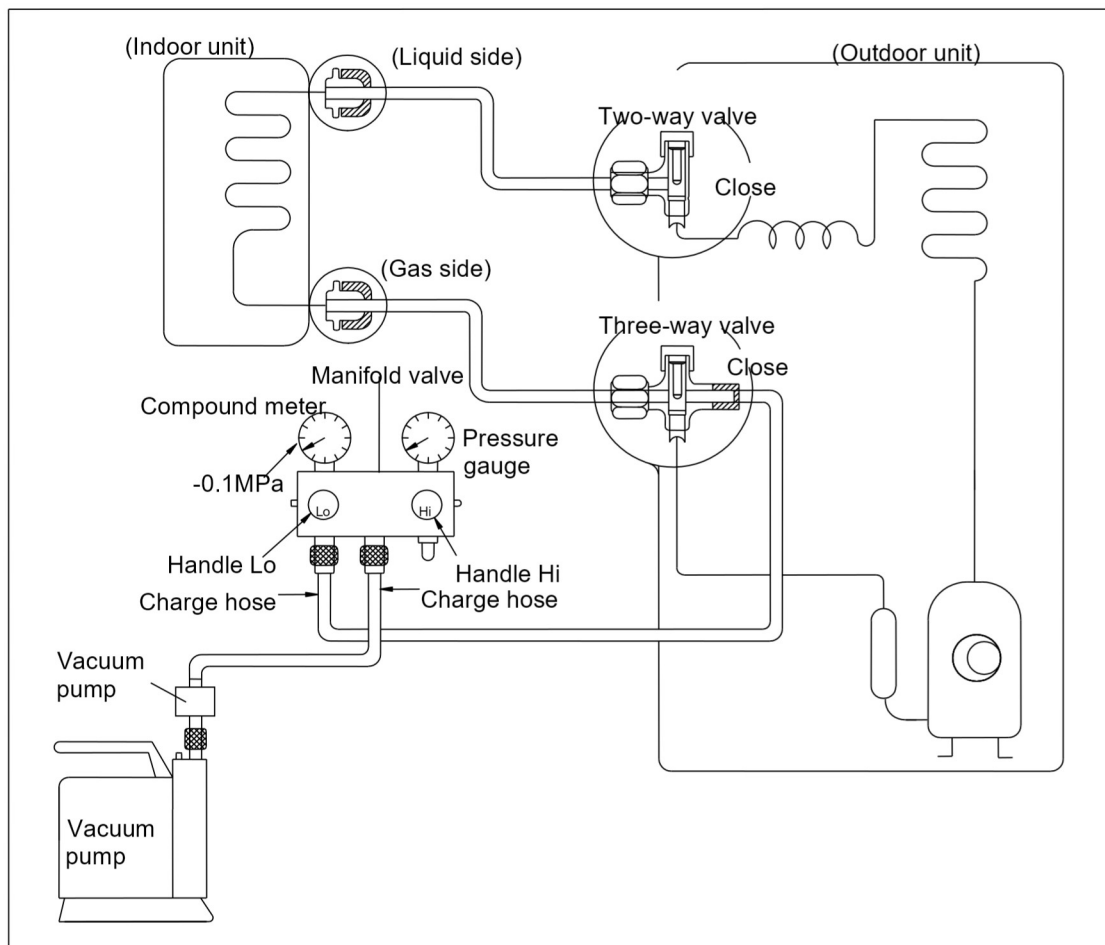 (Indoor unit)
(Liquid side)
(Outdoor unit)
Two-way valve
Close
(Gas side)
Three-way valve
Close
Manifold valve
Compound meter
Pressure
gauge
-0.1MPa
Lo
Hi
Handle Lo
Handle Hi
Charge hose
Charge hose
Vacuum
pump
Vacuum
pump